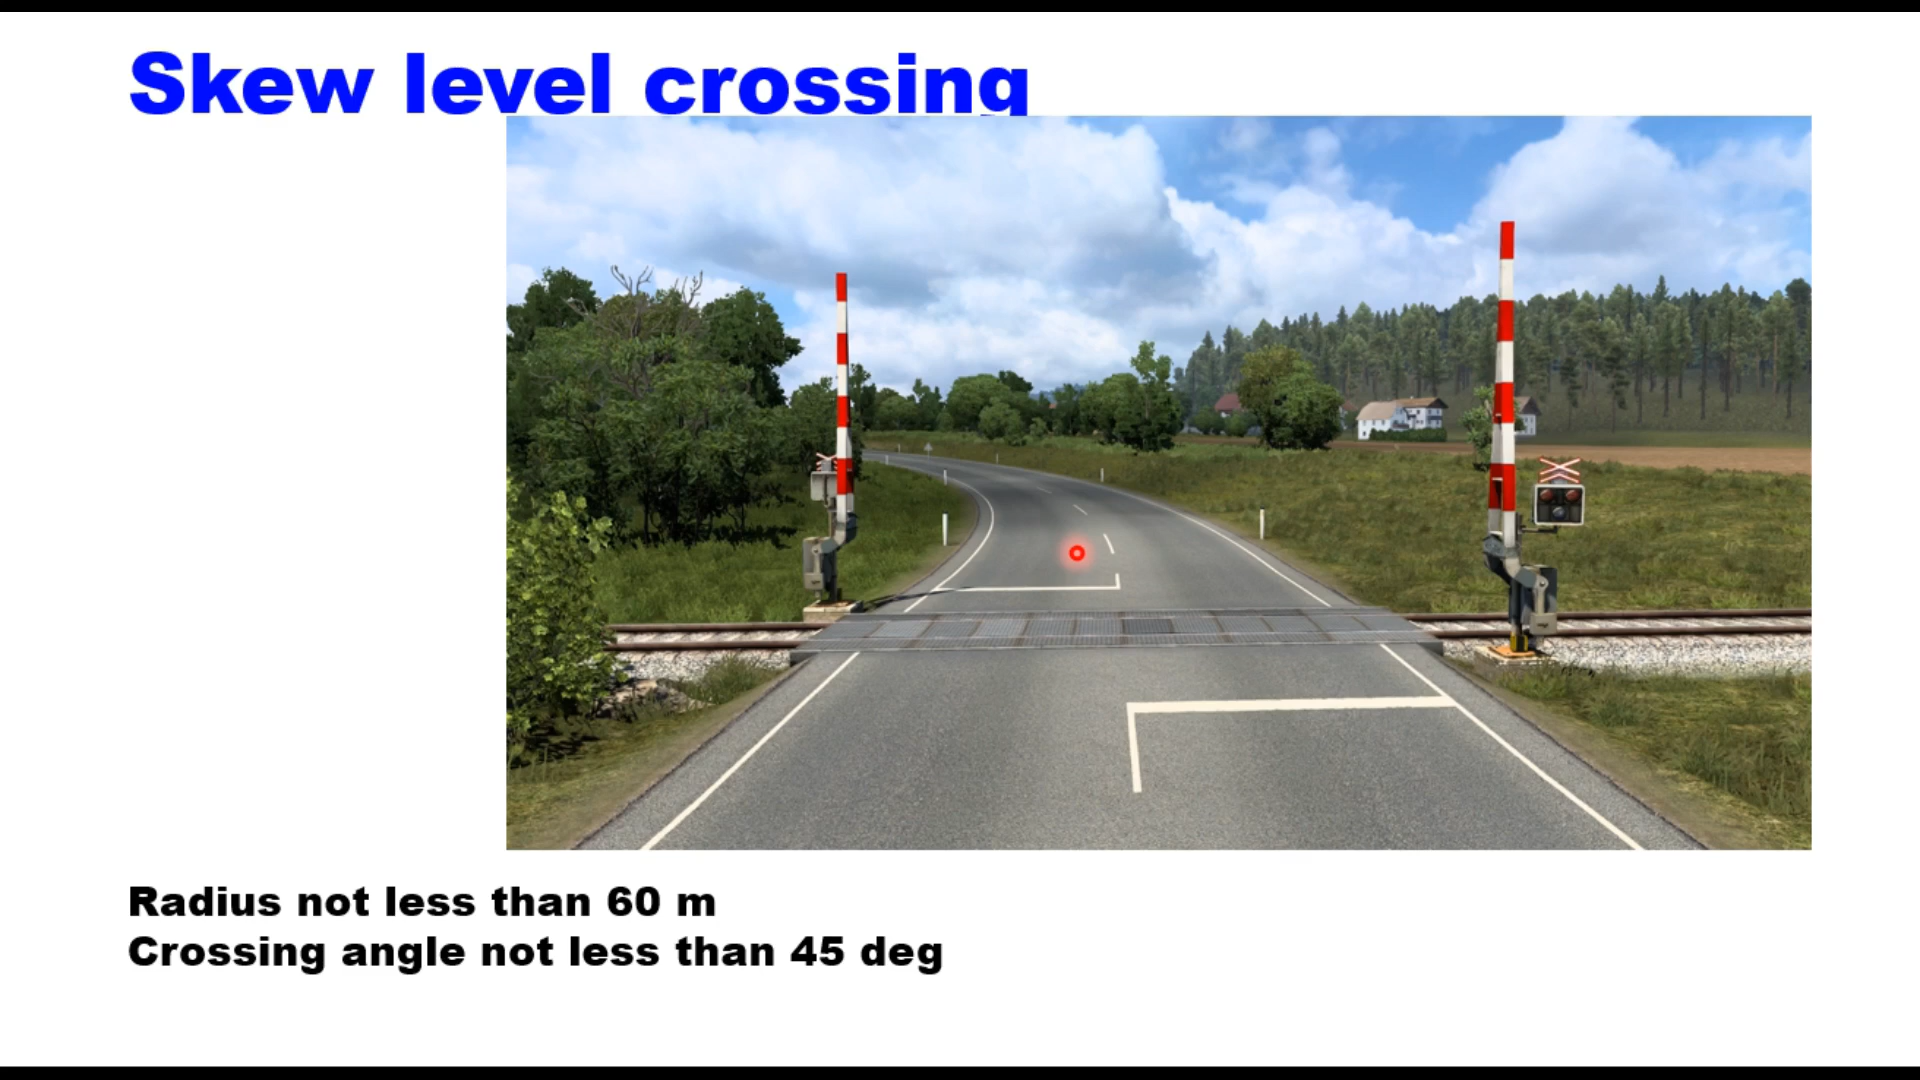 Skew level crossing
Radius not less than 60 m
Crossing angle not less than 45 deg